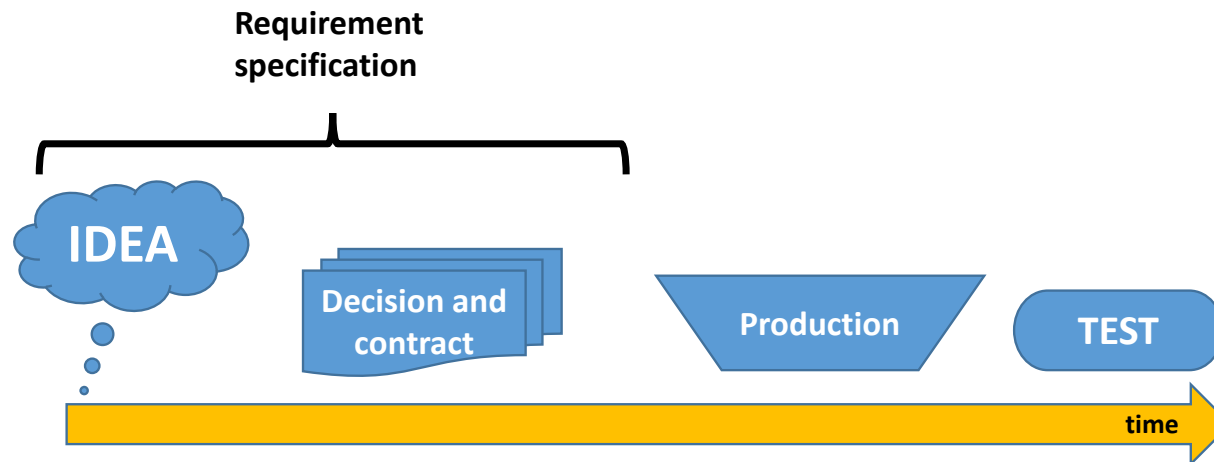 Requirement
specification
IDEA
Decision and
contract
Production
TEST
time